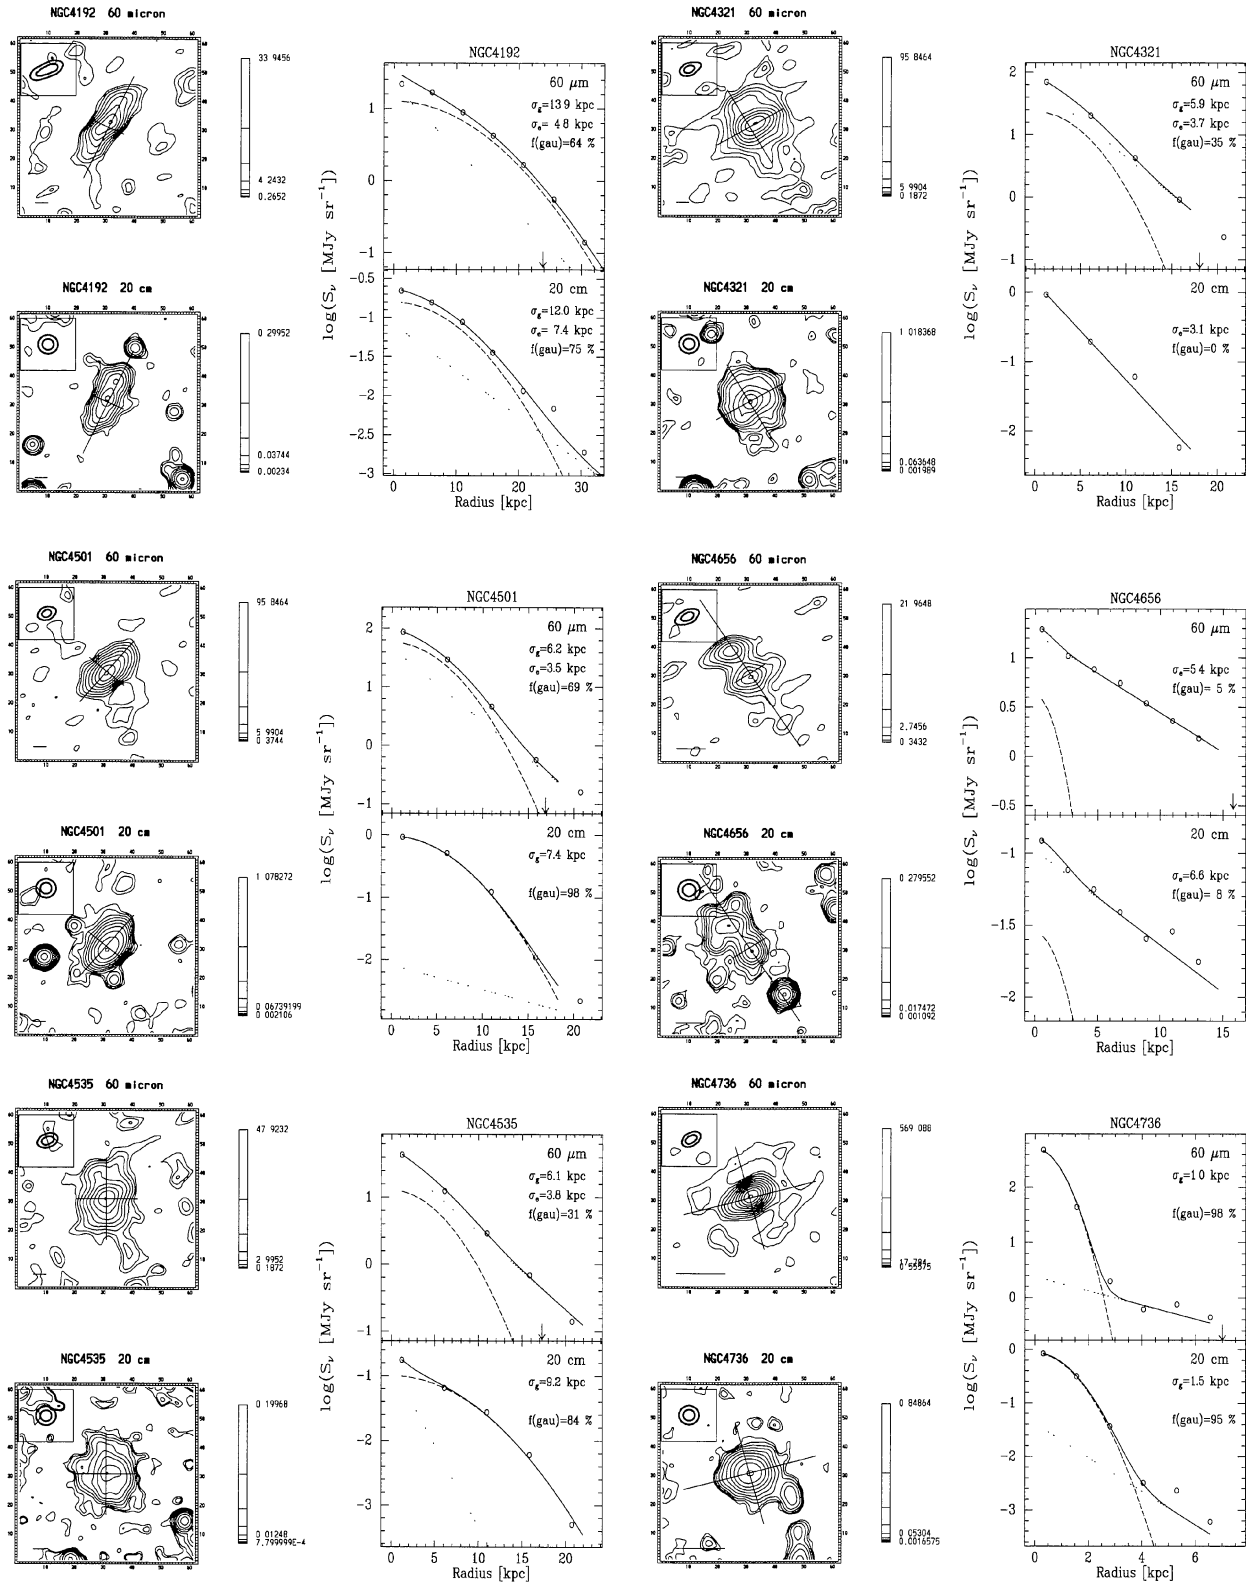 NGC4192 60 micron
33 9456
4 2432
0.2652
NGC4192
60 μm
σg=13 9 kpc
σe= 4 8 kpc
f(gau)=64 %
NGC4192 20 cm
0 29952
0.03744
0.00234
20 cm
σg=12.0 kpc
σe= 7.4 kpc
f(gau)=75 %
log(Sν [MJy sr−1])
Radius [kpc]
NGC4321 60 micron
95 8464
5 9904
0 1872
NGC4321
60 μm
σg=5.9 kpc
σe=3.7 kpc
f(gau)=35 %
NGC4321 20 cm
1 018368
0.063648
0 001989
20 cm
σe=3.1 kpc
f(gau)=0 %
log(Sν [MJy sr−1])
Radius [kpc]
NGC4501 60 micron
95 8464
5 9904
0 3744
NGC4501
60 μm
σg=6.2 kpc
σe=3.5 kpc
f(gau)=69 %
NGC4501 20 cm
1 078272
0 06739199
0 002106
20 cm
σg=7.4 kpc
f(gau)=98 %
log(Sν [MJy sr−1])
Radius [kpc]
NGC4656 60 micron
21 9648
2.7456
0 3432
NGC4656
60 μm
σe=5 4 kpc
f(gau)= 5 %
NGC4656 20 cm
0 279552
0.017472
0 001092
20 cm
σe=6.6 kpc
f(gau)= 8 %
log(Sν [MJy sr−1])
Radius [kpc]
NGC4535 60 micron
47 9232
2 9952
0 1872
NGC4535
60 μm
σg=6.1 kpc
σe=3.8 kpc
f(gau)=31 %
NGC4535 20 cm
0 19968
0 01248
7.799999E-4
20 cm
σg=9.2 kpc
f(gau)=84 %
log(Sν [MJy sr−1])
Radius [kpc]
NGC4736 60 micron
569 088
17.784
0 55575
NGC4736
60 μm
σg=1 0 kpc
f(gau)=98 %
NGC4736 20 cm
0 84864
0 05304
0.0016575
20 cm
σg=1.5 kpc
f(gau)=95 %
log(Sν [MJy sr−1])
Radius [kpc]